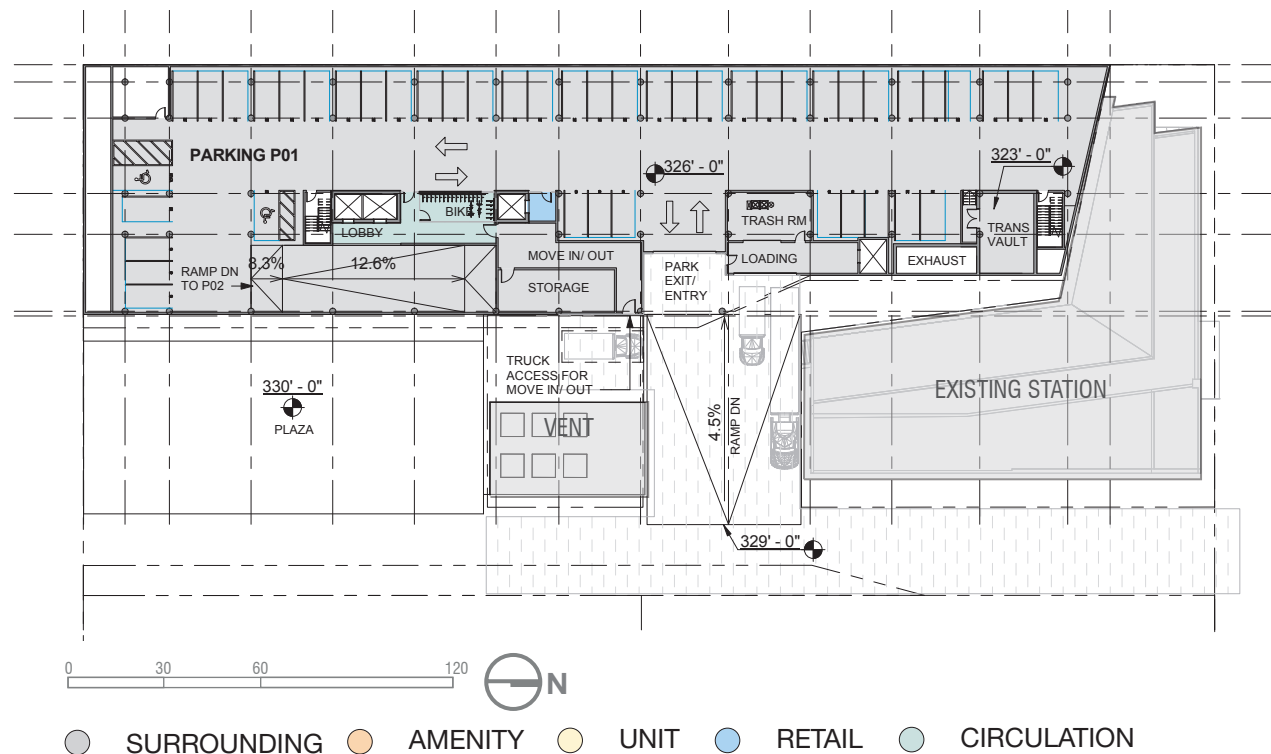 PARKING P01
326' - 0"
323' - 0"
BIKE
LOBBY
TRASH RM
TRANS
VAULT
8.3%
12.6%
MOVE IN/ OUT
LOADING
EXHAUST
RAMP DN
TO P02
STORAGE
PARK
EXIT/
ENTRY
TRUCK
ACCESS FOR
MOVE IN/ OUT
330' - 0"
PLAZA
VENT
4.5%
RAMP DN
EXISTING STATION
329' - 0"
0 30 60 120
N
SURROUNDING AMENITY UNIT RETAIL CIRCULATION